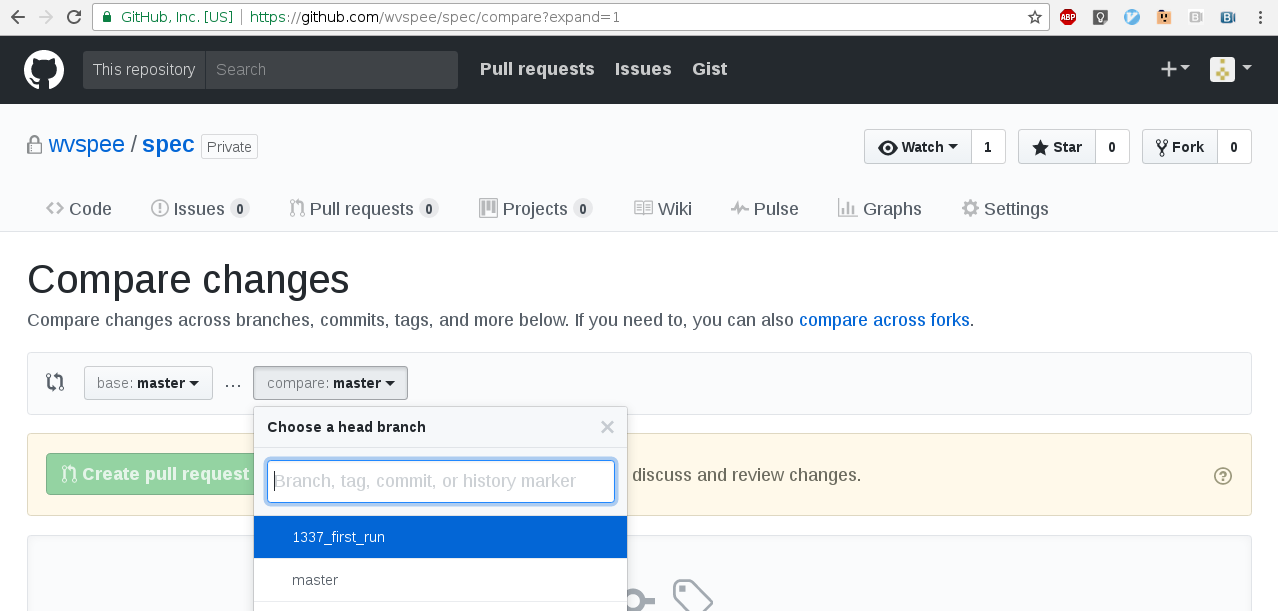 GitHub, Inc. [US] https://github.com/wvspee/spec/compare?expand=1
ABP
This repository Search Pull requests Issues Gist
wvspee / spec Private Watch 1 Star 0 Fork 0
Code Issues 0 Pull requests 0 Projects 0 Wiki Pulse Graphs Settings
Compare changes
Compare changes across branches, commits, tags, and more below. If you need to, you can also compare across forks.
base: master ... compare: master
Choose a head branch
Create pull request discuss and review changes.
Branch, tag, commit, or history marker
1337_first_run
master